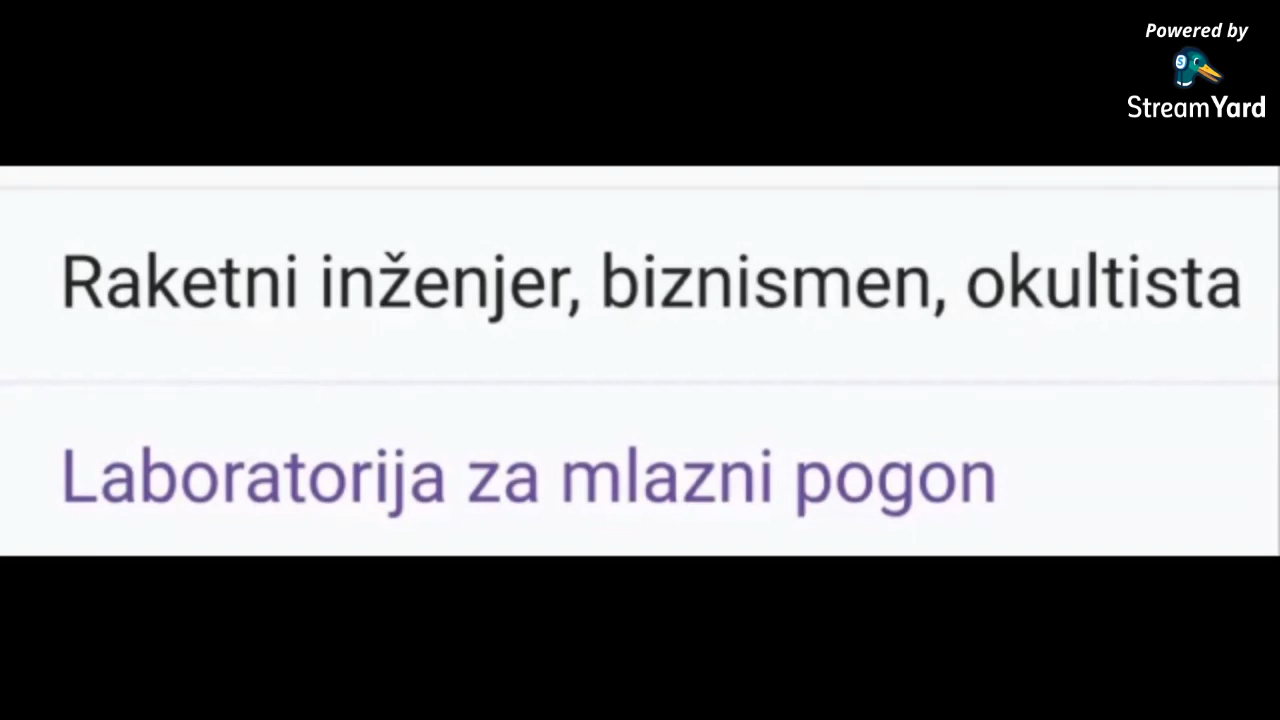 Powered by
StreamYard
Raketni inženjer, biznismen, okultista
Laboratorija za mlazni pogon